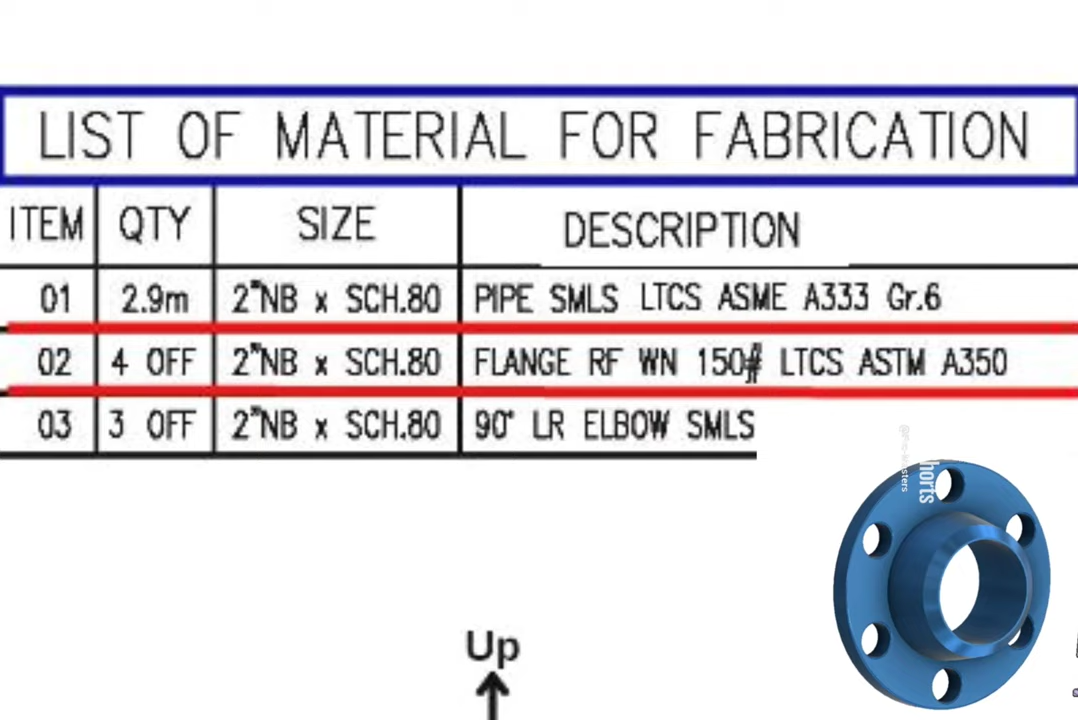 LIST OF MATERIAL FOR FABRICATION
ITEM QTY SIZE DESCRIPTION
01 2.9m 2"NB x SCH.80 PIPE SMLS LTCS ASME A333 Gr.6
02 4 OFF 2"NB x SCH.80 FLANGE RF WN 150# LTCS ASTM A350
03 3 OFF 2"NB x SCH.80 90° LR ELBOW SMLS
horts
Up